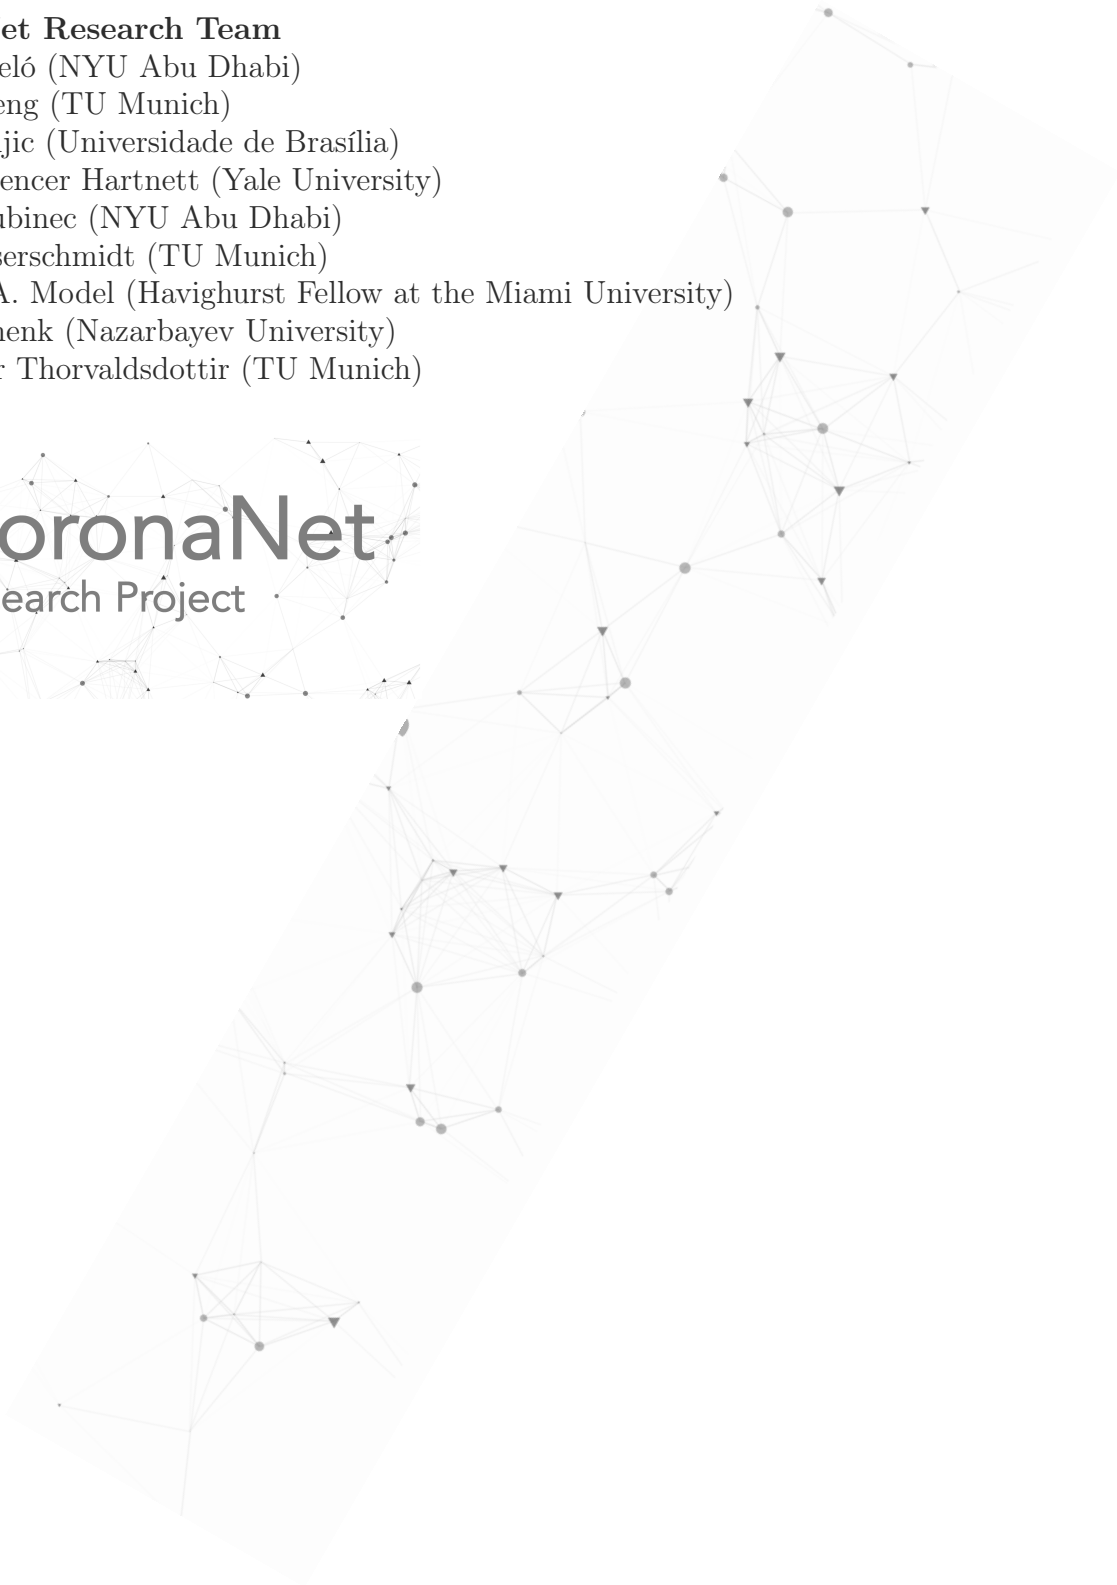 et Research Team
eló (NYU Abu Dhabi)
eng (TU Munich)
jic (Universidade de Brasília)
encer Hartnett (Yale University)
ubinec (NYU Abu Dhabi)
serschmidt (TU Munich)
A. Model (Havighurst Fellow at the Miami University)
henk (Nazarbayev University)
r Thorvaldsdottir (TU Munich)
oronaNet
earch Project